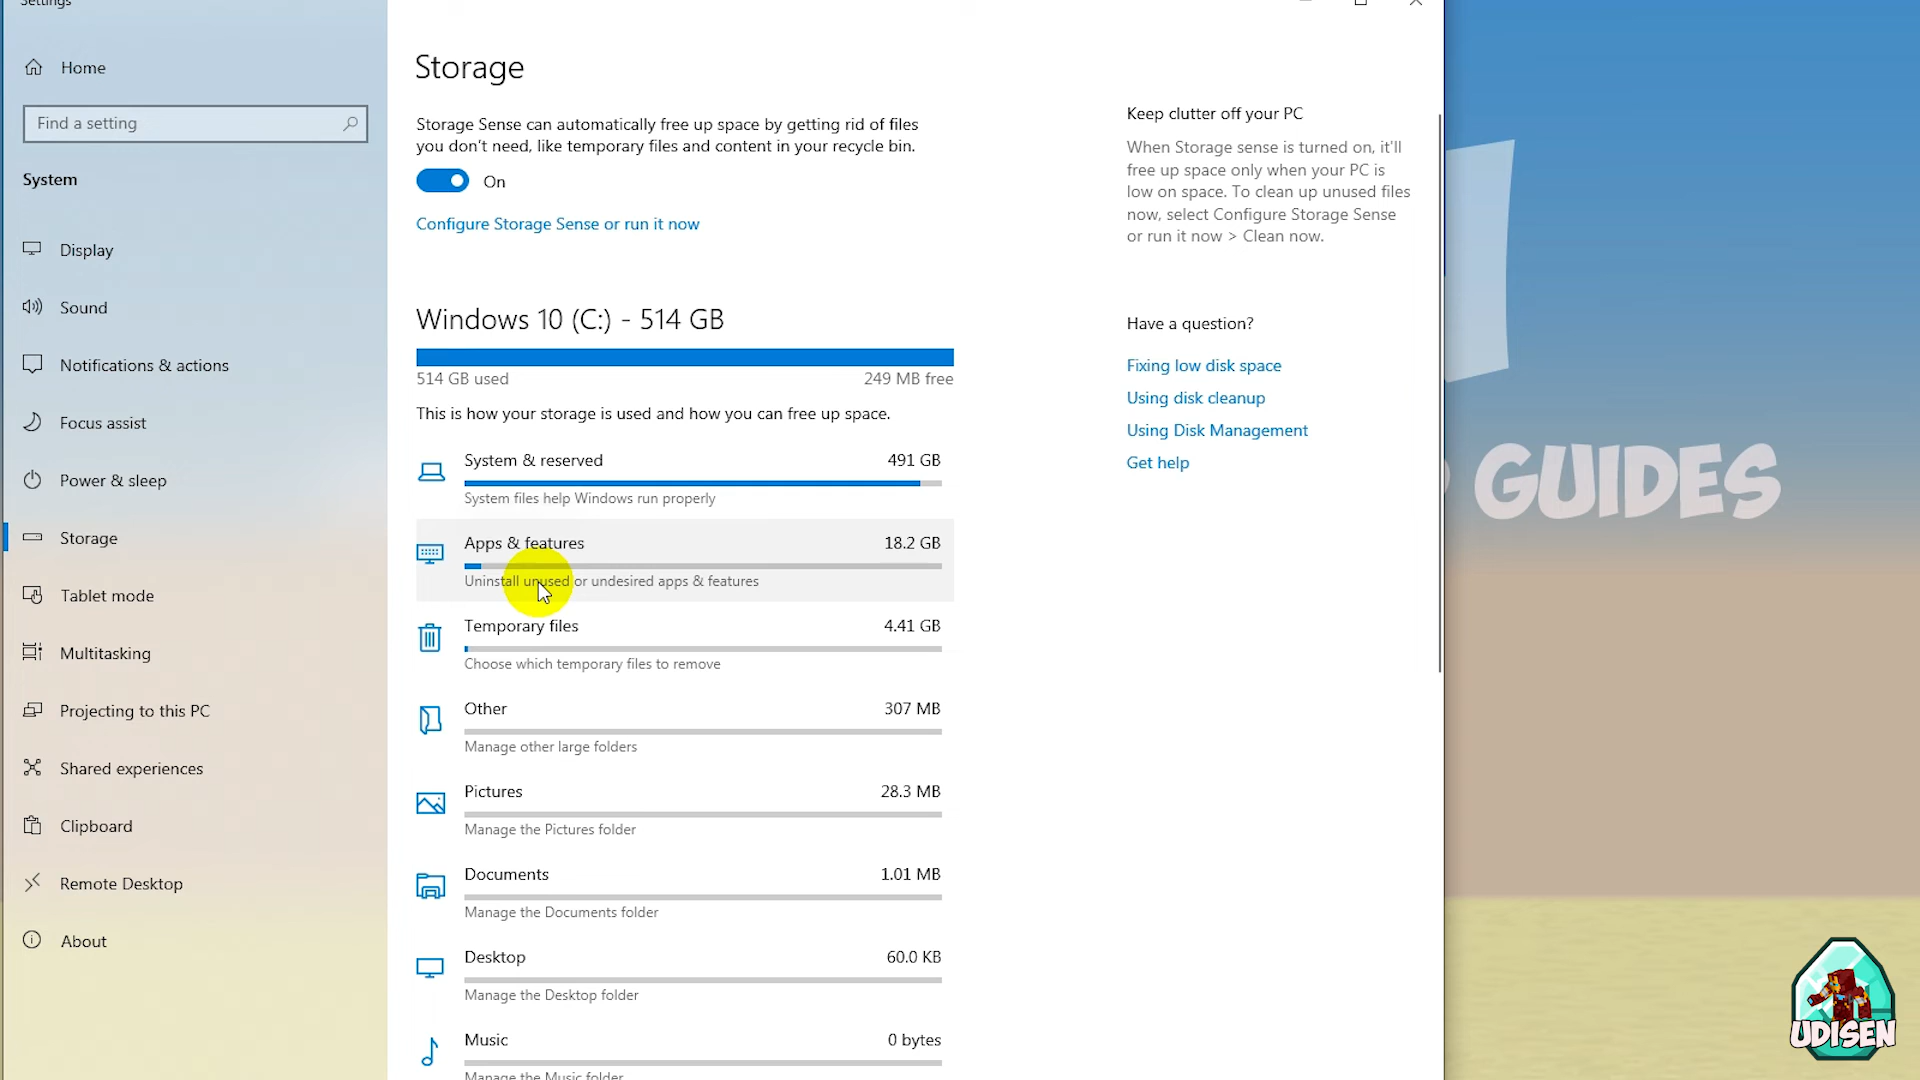 Settings
Home
Find a setting
System
Display
Sound
Notifications & actions
Focus assist
Power & sleep
Storage
Tablet mode
Multitasking
Projecting to this PC
Shared experiences
Clipboard
Remote Desktop
About
Storage
Storage Sense can automatically free up space by getting rid of files
you don't need, like temporary files and content in your recycle bin.
On
Configure Storage Sense or run it now
Windows 10 (C:) - 514 GB
514 GB used
249 MB free
This is how your storage is used and how you can free up space.
System & reserved
491 GB
System files help Windows run properly
Apps & features
18.2 GB
Uninstall unused or undesired apps & features
Temporary files
4.41 GB
Choose which temporary files to remove
Other
307 MB
Manage other large folders
Pictures
28.3 MB
Manage the Pictures folder
Documents
1.01 MB
Manage the Documents folder
Desktop
60.0 KB
Manage the Desktop folder
Music
0 bytes
Manage the Music folder
Keep clutter off your PC
When Storage sense is turned on, it'll
free up space only when your PC is
low on space. To clean up unused files
now, select Configure Storage Sense
or run it now > Clean now.
Have a question?
Fixing low disk space
Using disk cleanup
Using Disk Management
Get help
GUIDES
UDISEN